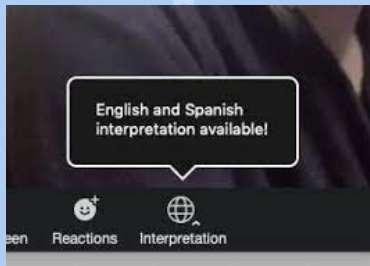 English and Spanish
interpretation available!
een Reactions Interpretation